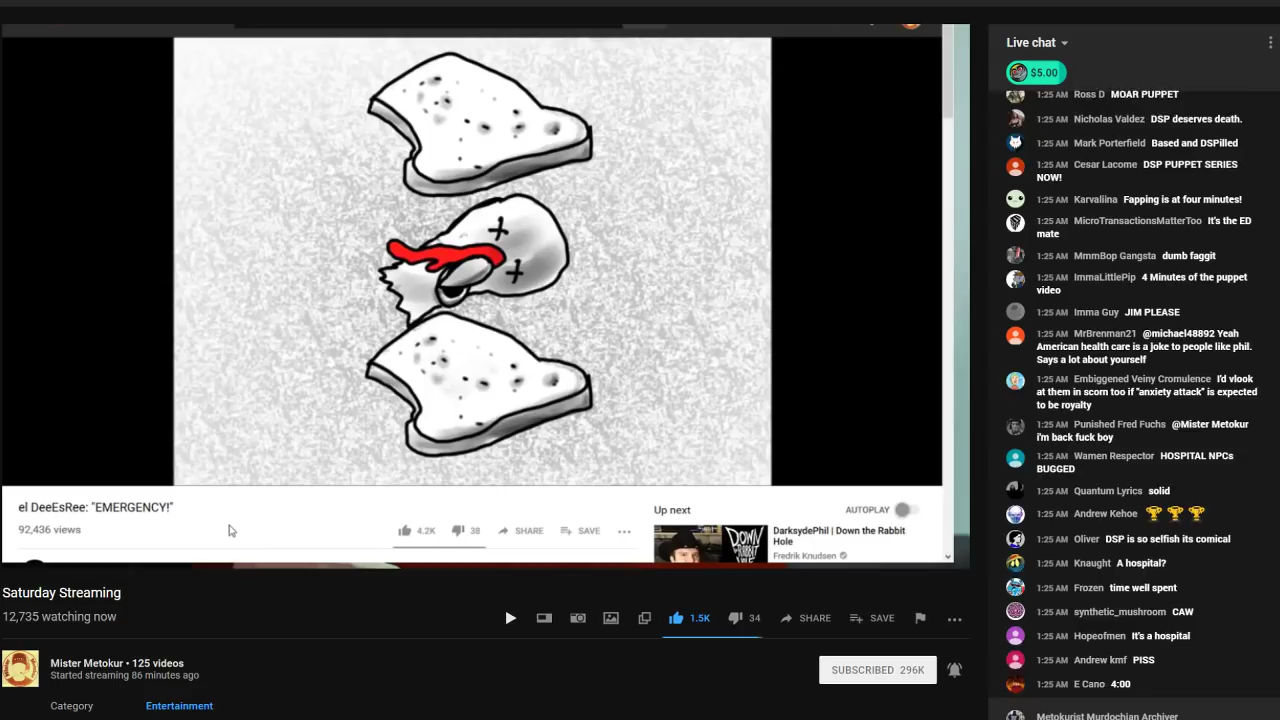 el DeeEsRee: "EMERGENCY!"
92,436 views
4.2K 38 SHARE SAVE
Up next AUTOPLAY
DarksydePhil | Down the Rabbit
Hole
Fredrik Knudsen
DOWN
Saturday Streaming
12,735 watching now
1.5K 34 SHARE SAVE
Mister Metokur • 125 videos
Started streaming 86 minutes ago
SUBSCRIBED 296K
Category Entertainment
Live chat
$5.00
1:25 AM Ross D MOAR PUPPET
1:25 AM Nicholas Valdez DSP deserves death.
1:25 AM Mark Porterfield Based and DSPilled
1:25 AM Cesar Lacome DSP PUPPET SERIES
NOW!
1:25 AM Karvaliina Fapping is at four minutes!
1:25 AM MicroTransactionsMatterToo It's the ED
mate
1:25 AM MmmBop Gangsta dumb faggit
1:25 AM ImmaLittlePip 4 Minutes of the puppet
video
1:25 AM Imma Guy JIM PLEASE
1:25 AM MrBrenman21 @michael48892 Yeah
American health care is a joke to people like phil.
Says a lot about yourself
1:25 AM Embiggened Veiny Cromulence I'd vlook
at them in scorn too if "anxiety attack" is expected
to be royalty
1:25 AM Punished Fred Fuchs @Mister Metokur
i'm back fuck boy
1:25 AM Wamen Respector HOSPITAL NPCs
BUGGED
1:25 AM Quantum Lyrics solid
1:25 AM Andrew Kehoe 🏆 🏆 🏆
1:25 AM Oliver DSP is so selfish its comical
1:25 AM Knaught A hospital?
1:25 AM Frozen time well spent
1:25 AM synthetic_mushroom CAW
1:25 AM Hopeofmen It's a hospital
1:25 AM Andrew kmf PISS
1:25 AM E Cano 4:00
Metokurist Murdochian Archiver